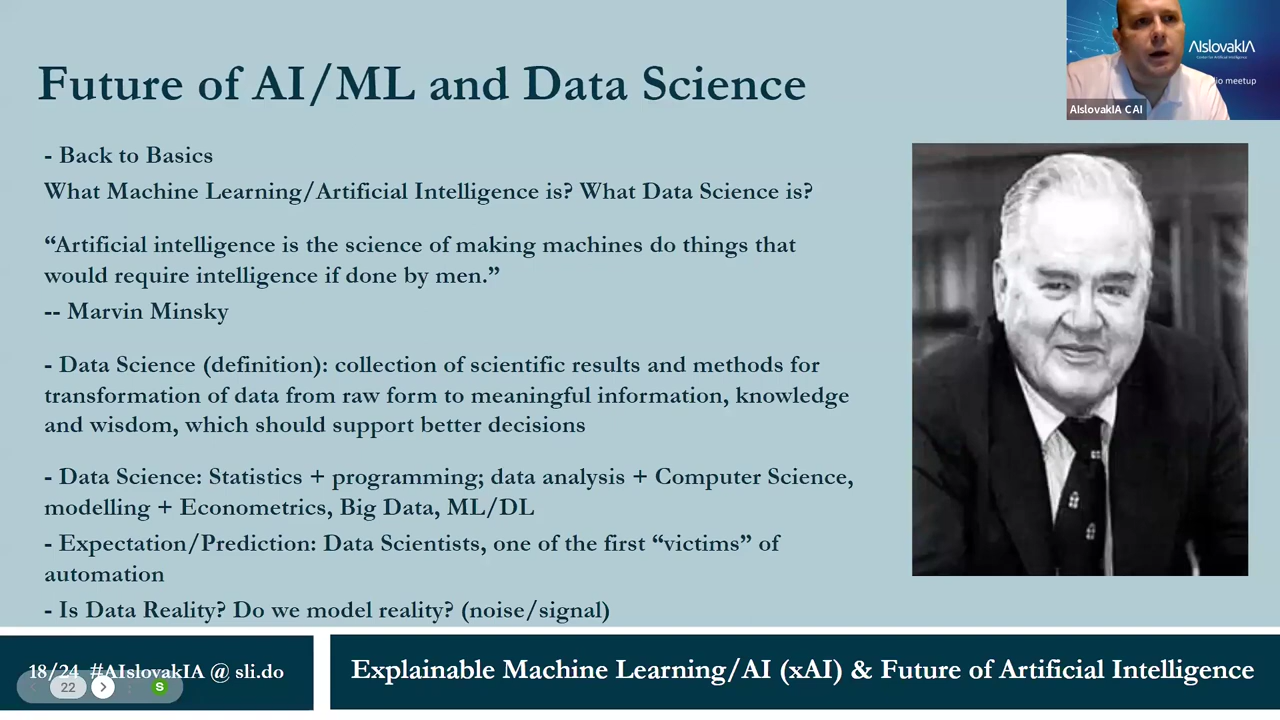 Future of AI/ML and Data Science
AIslovakIA
io meetup
AIslovakIA CAI
- Back to Basics
What Machine Learning/Artificial Intelligence is? What Data Science is?
“Artificial intelligence is the science of making machines do things that
would require intelligence if done by men.”
-- Marvin Minsky
- Data Science (definition): collection of scientific results and methods for
transformation of data from raw form to meaningful information, knowledge
and wisdom, which should support better decisions
- Data Science: Statistics + programming; data analysis + Computer Science,
modelling + Econometrics, Big Data, ML/DL
- Expectation/Prediction: Data Scientists, one of the first “victims” of
automation
- Is Data Reality? Do we model reality? (noise/signal)
18/24 #AIslovakIA @ sli.do
22
S
Explainable Machine Learning/AI (xAI) & Future of Artificial Intelligence